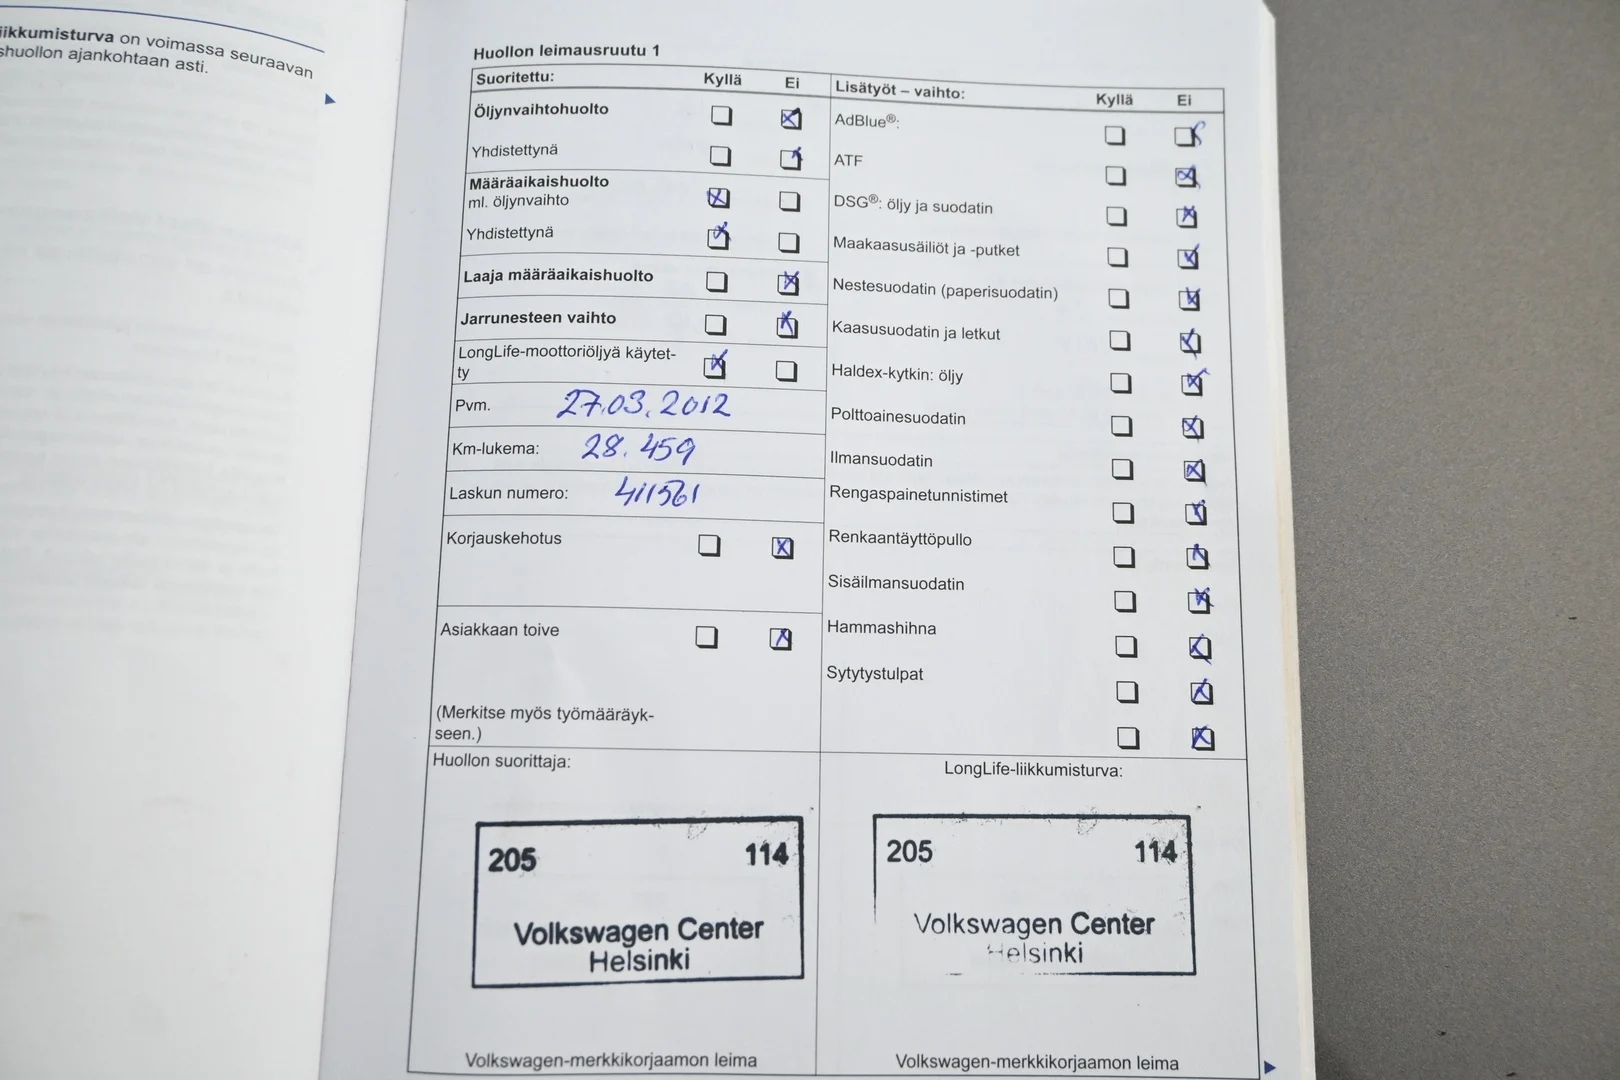 iikkumisturva on voimassa seuraavan
shuollon ajankohtaan asti.
Huollon leimausruutu 1
Suoritettu: Kyllä Ei
Öljynvaihtohuolto
Yhdistettynä
Määräaikaishuolto
ml. öljynvaihto
Yhdistettynä
Laaja määräaikaishuolto
Jarrunesteen vaihto
LongLife-moottoriöljyä käytet-
ty
Pvm. 27.03.2012
Km-lukema: 28.459
Laskun numero: 411561
Korjauskehotus
Asiakkaan toive
(Merkitse myös työmääräyk-
seen.)
Lisätyöt – vaihto: Kyllä Ei
AdBlue®:
ATF
DSG®: öljy ja suodatin
Maakaasusäiliöt ja -putket
Nestesuodatin (paperisuodatin)
Kaasusuodatin ja letkut
Haldex-kytkin: öljy
Polttoainesuodatin
Ilmansuodatin
Rengaspainetunnistimet
Renkaantäyttöpullo
Sisäilmansuodatin
Hammashihna
Sytytystulpat
Huollon suorittaja:
205 114
Volkswagen Center
Helsinki
Volkswagen-merkkikorjaamon leima
LongLife-liikkumisturva:
205 114
Volkswagen Center
Helsinki
Volkswagen-merkkikorjaamon leima